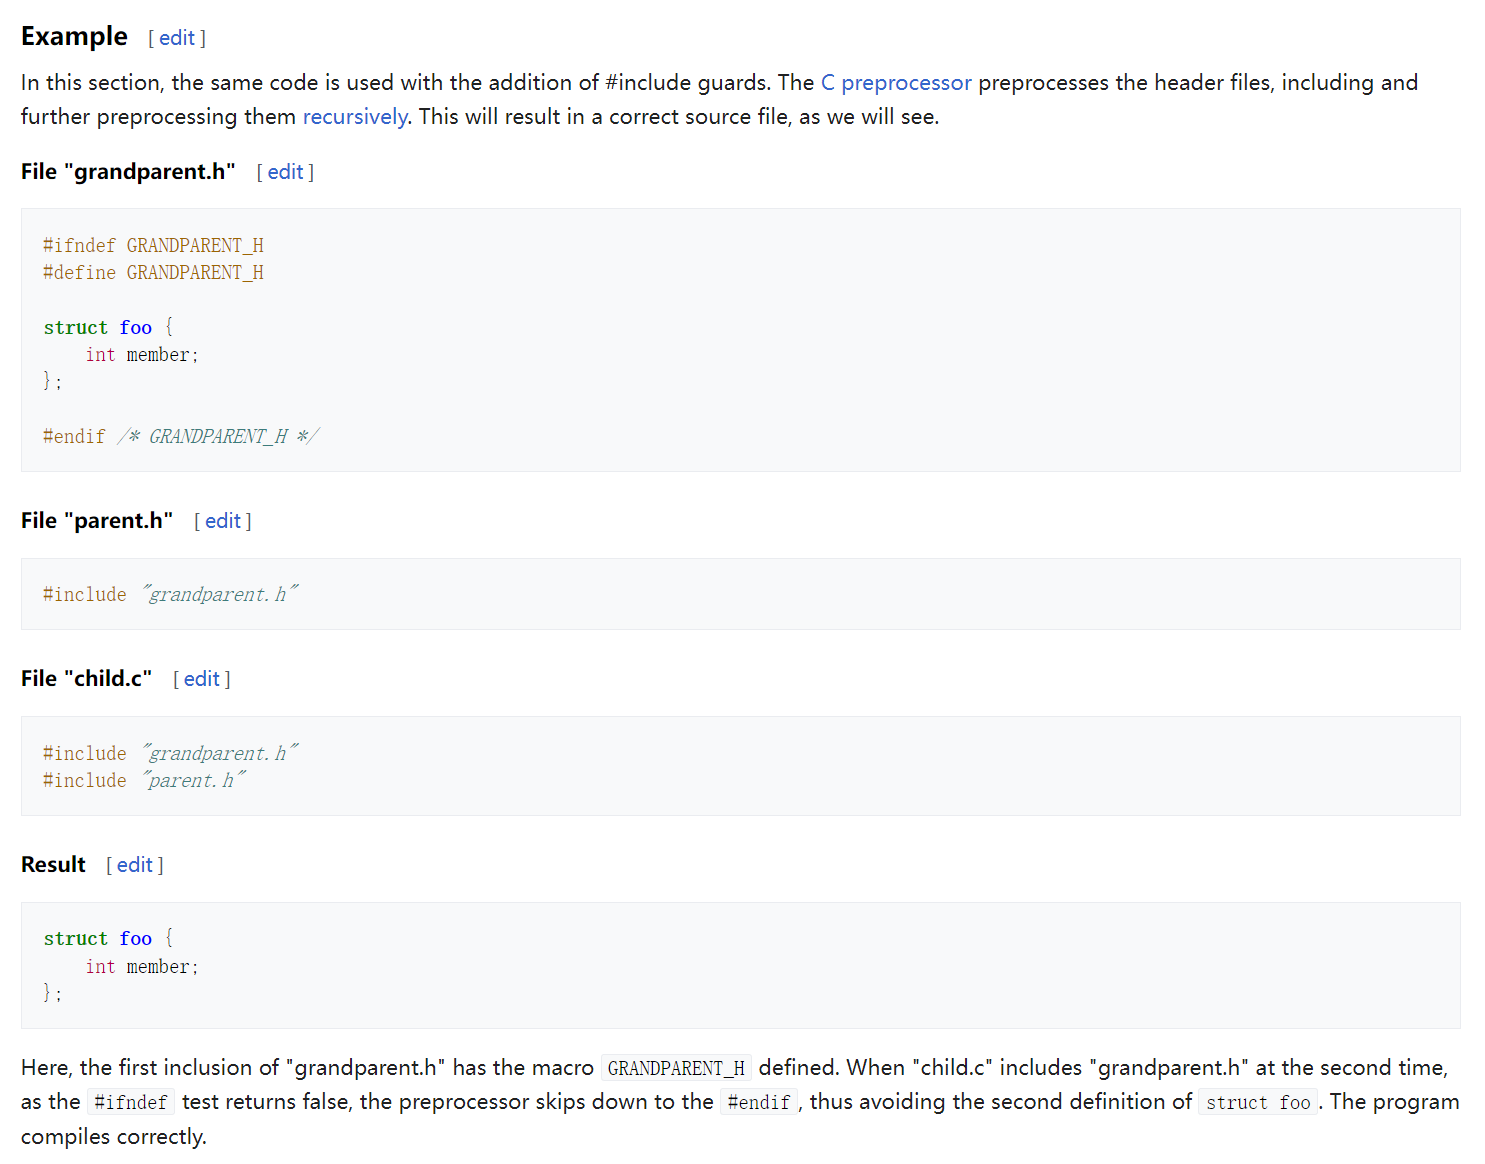 Example [ edit ]
In this section, the same code is used with the addition of #include guards. The C preprocessor preprocesses the header files, including and
further preprocessing them recursively. This will result in a correct source file, as we will see.
File "grandparent.h" [ edit ]
#ifndef GRANDPARENT_H
#define GRANDPARENT_H
struct foo {
    int member;
};
#endif /* GRANDPARENT_H */
File "parent.h" [ edit ]
#include "grandparent.h"
File "child.c" [ edit ]
#include "grandparent.h"
#include "parent.h"
Result [ edit ]
struct foo {
    int member;
};
Here, the first inclusion of "grandparent.h" has the macro GRANDPARENT_H defined. When "child.c" includes "grandparent.h" at the second time,
as the #ifndef test returns false, the preprocessor skips down to the #endif, thus avoiding the second definition of struct foo. The program
compiles correctly.